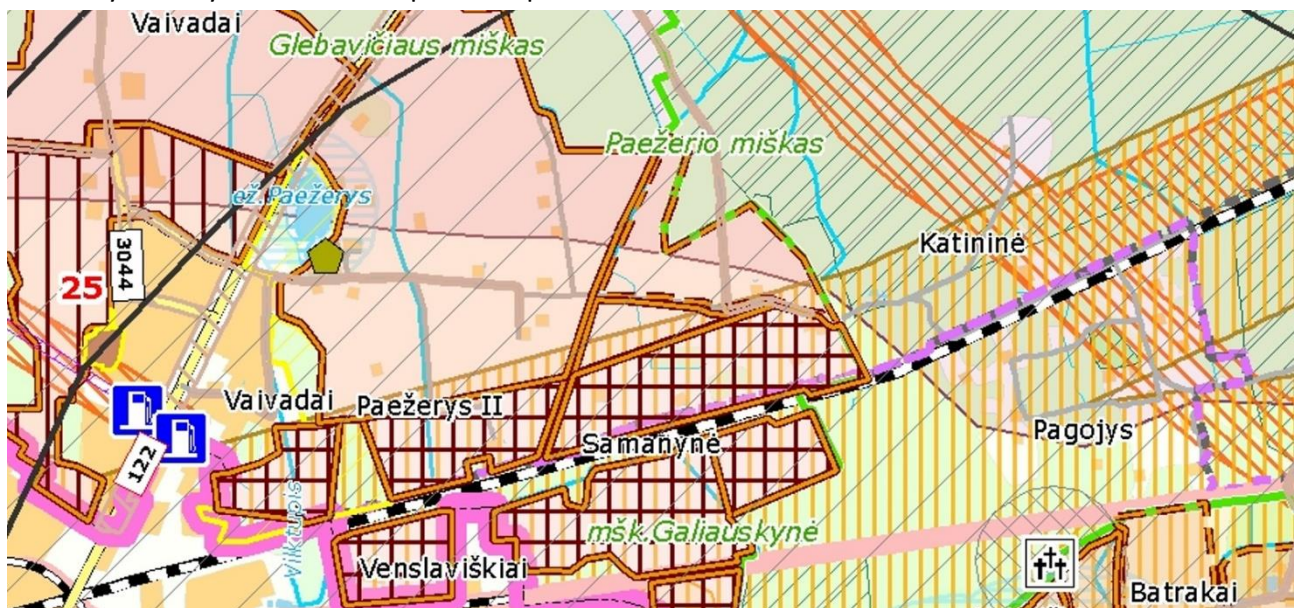 Vaivadai
Glebavičiaus miškas
Paežerio miškas
ež.Paežerys
Katininė
3044
25
Vaivadai
Paežerys II
Pagojys
Samanynė
122
mšk.Galiauskynė
Venslaviškiai
Batrakai